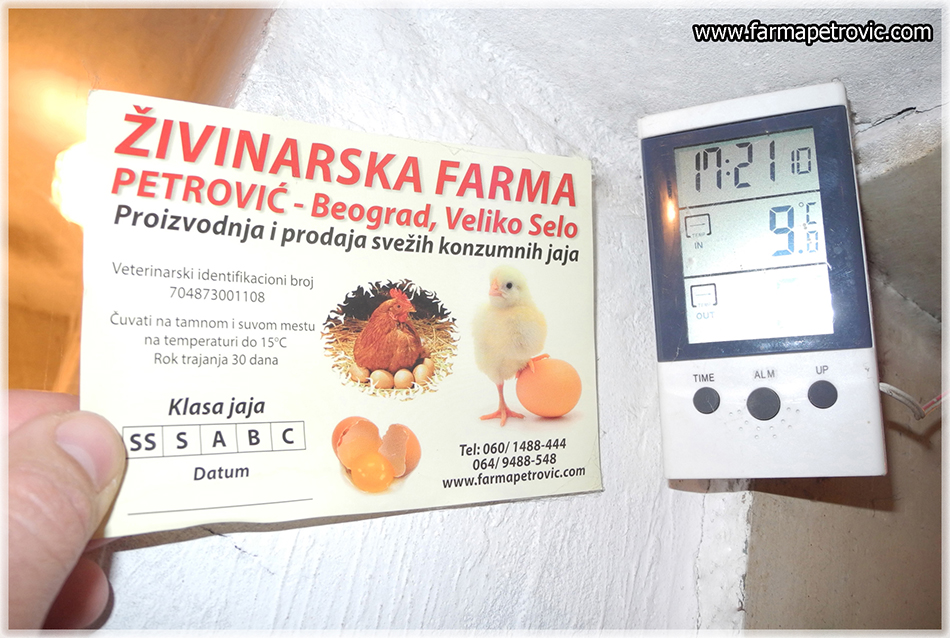 www.farmapetrovic.com
ŽIVINARSKA FARMA
PETROVIĆ - Beograd, Veliko Selo
Proizvodnja i prodaja svežih konzumnih jaja
Veterinarski identifikacioni broj
704873001108
Čuvati na tamnom i suvom mestu
na temperaturi do 15°C
Rok trajanja 30 dana
Klasa jaja
SS S A B C
Datum
Tel: 060/ 1488-444
064/ 9488-548
www.farmapetrovic.com
17:21 10
TEMP
IN
9.0 °C
OUT
TIME ALM UP